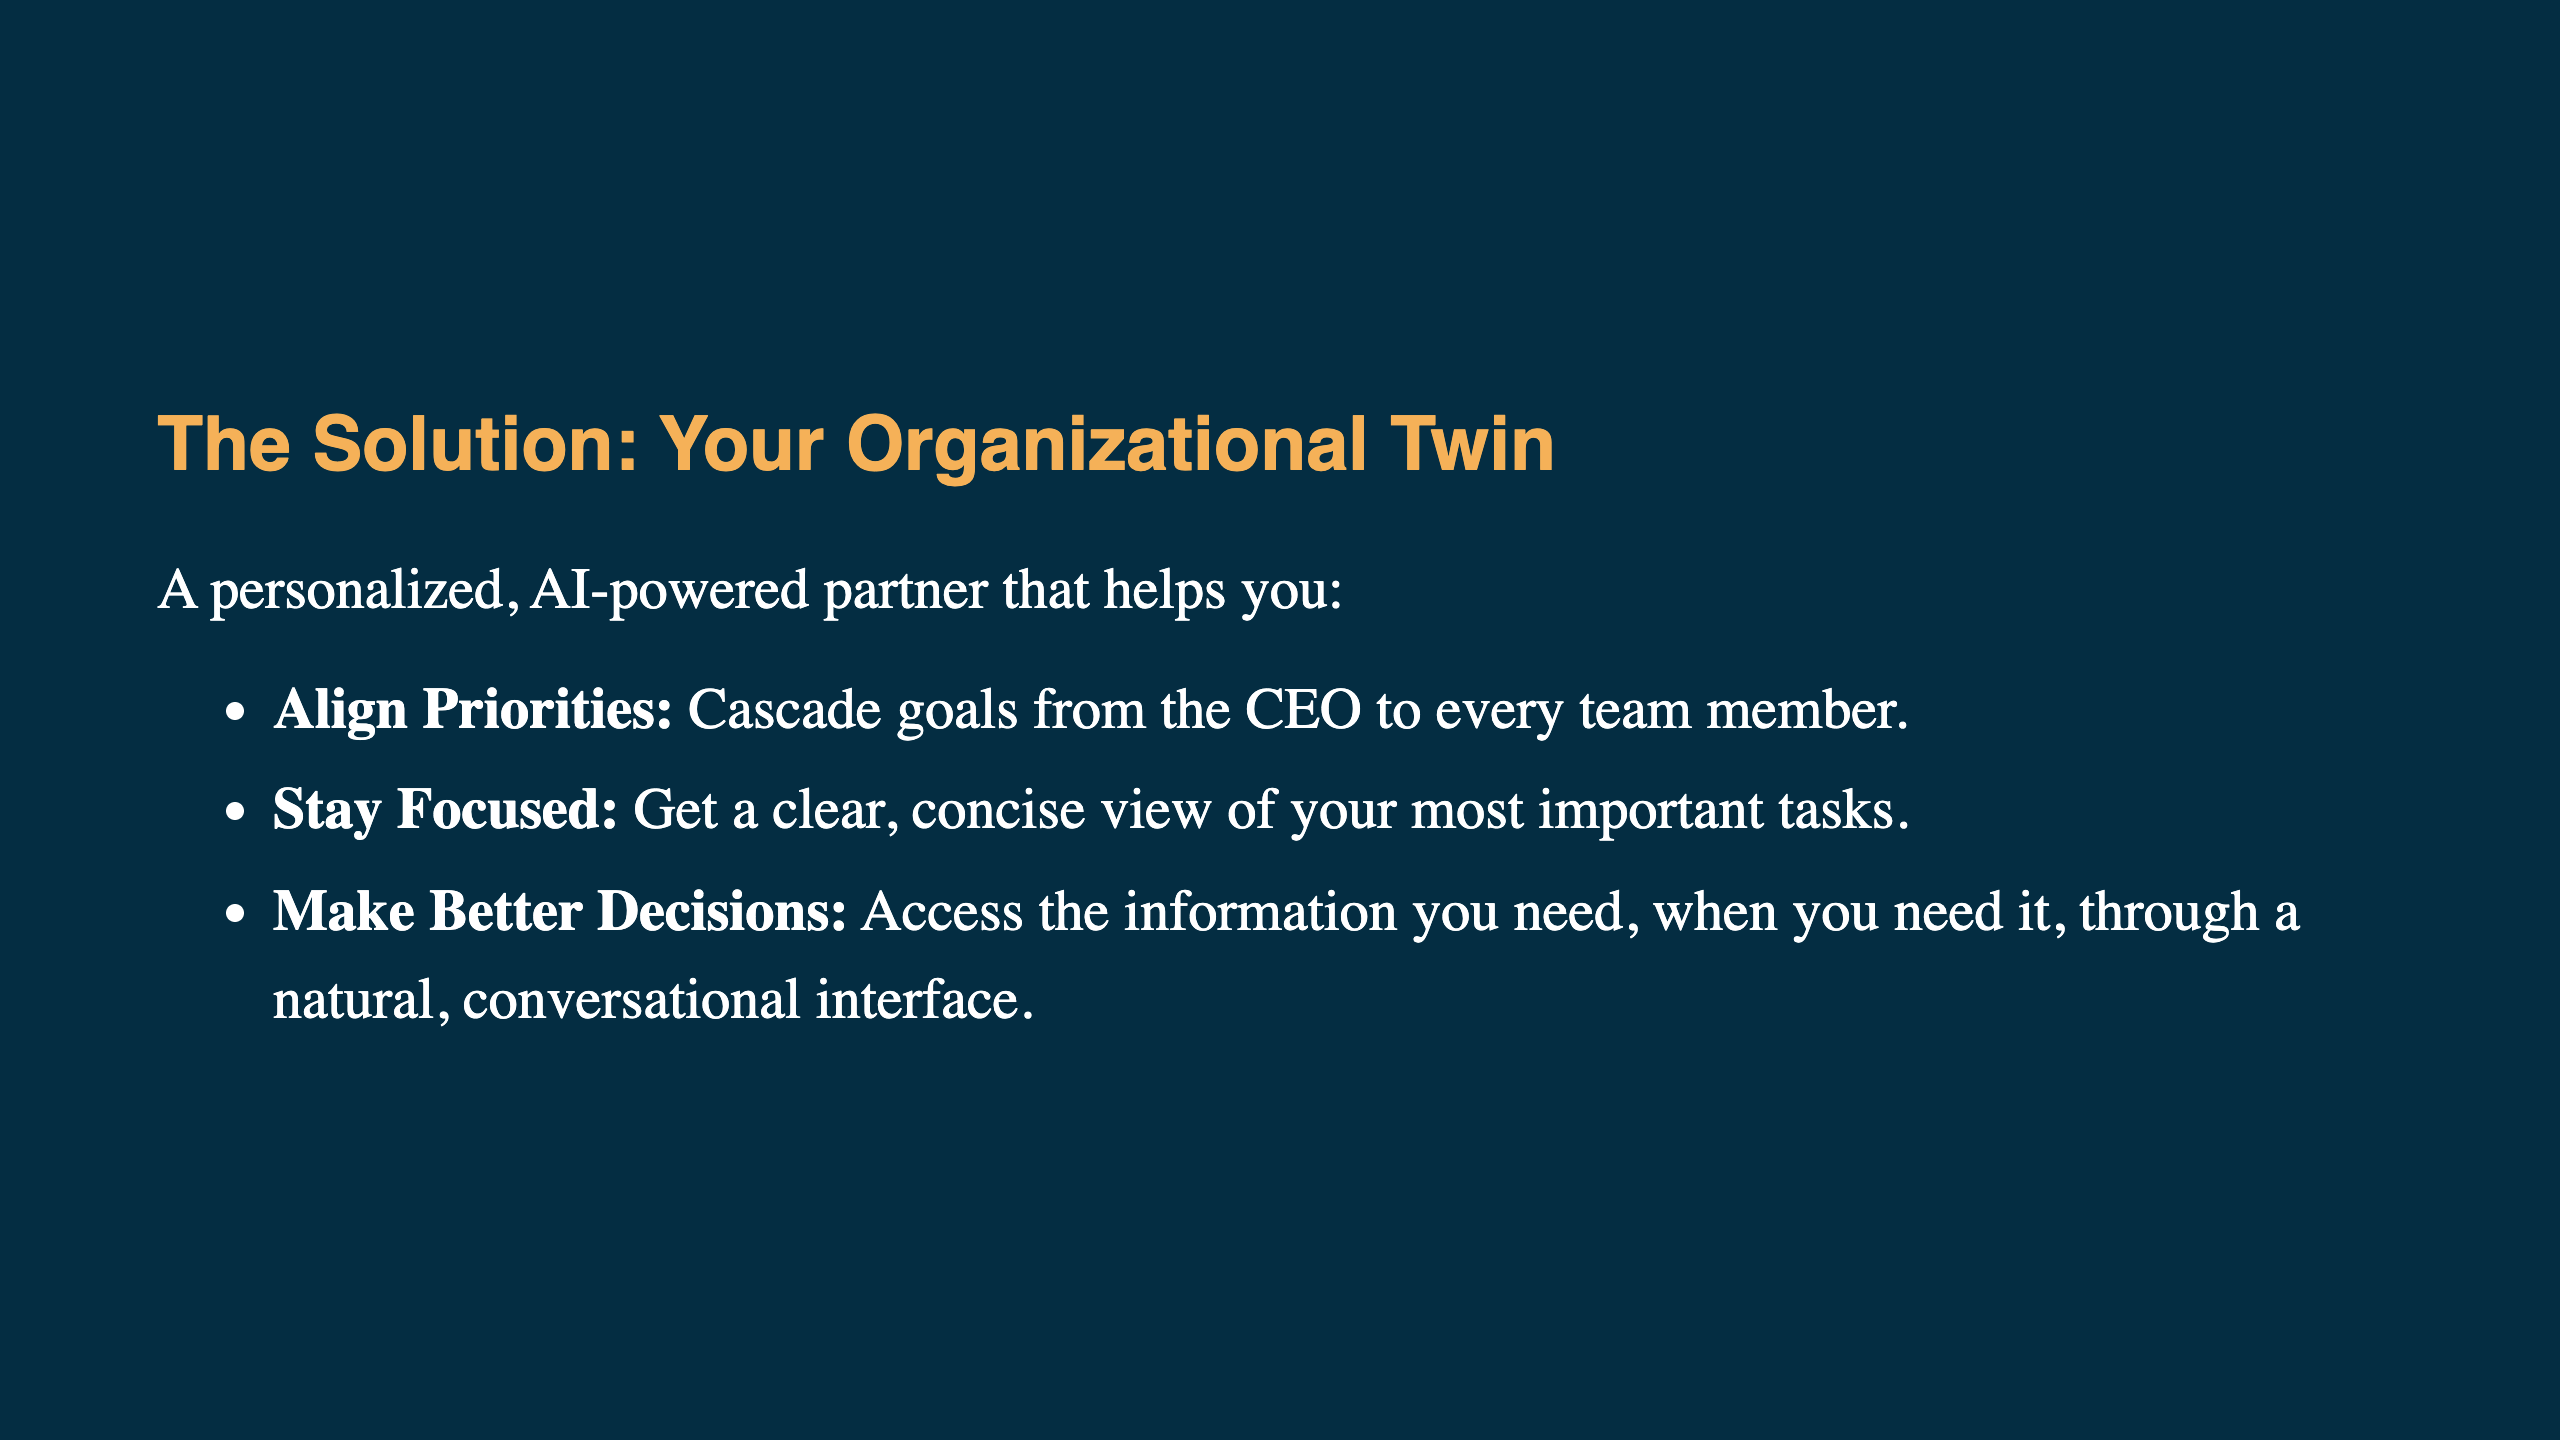 The Solution: Your Organizational Twin
A personalized, AI-powered partner that helps you:
• Align Priorities: Cascade goals from the CEO to every team member.
• Stay Focused: Get a clear, concise view of your most important tasks.
• Make Better Decisions: Access the information you need, when you need it, through a
natural, conversational interface.